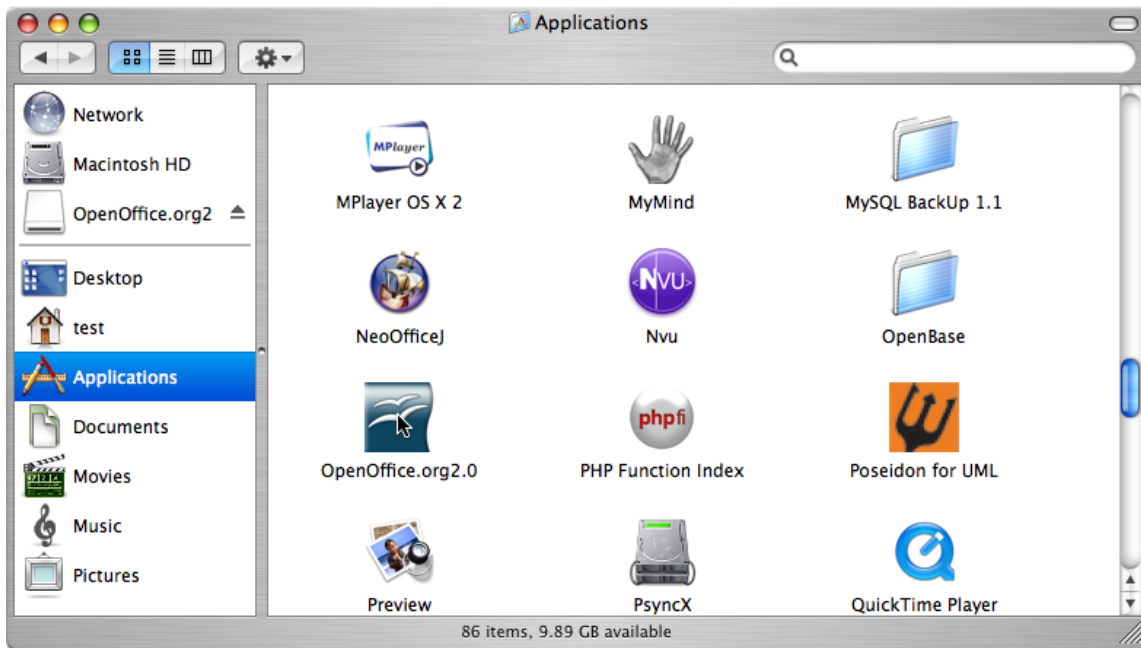 Applications
Network
Macintosh HD
OpenOffice.org2
Desktop
test
Applications
Documents
Movies
Music
Pictures
MPlayer
MPlayer OS X 2
MyMind
MySQL BackUp 1.1
NeoOfficeJ
<NVU>
Nvu
OpenBase
OpenOffice.org2.0
phpfi
PHP Function Index
Poseidon for UML
Preview
PsyncX
QuickTime Player
86 items, 9.89 GB available